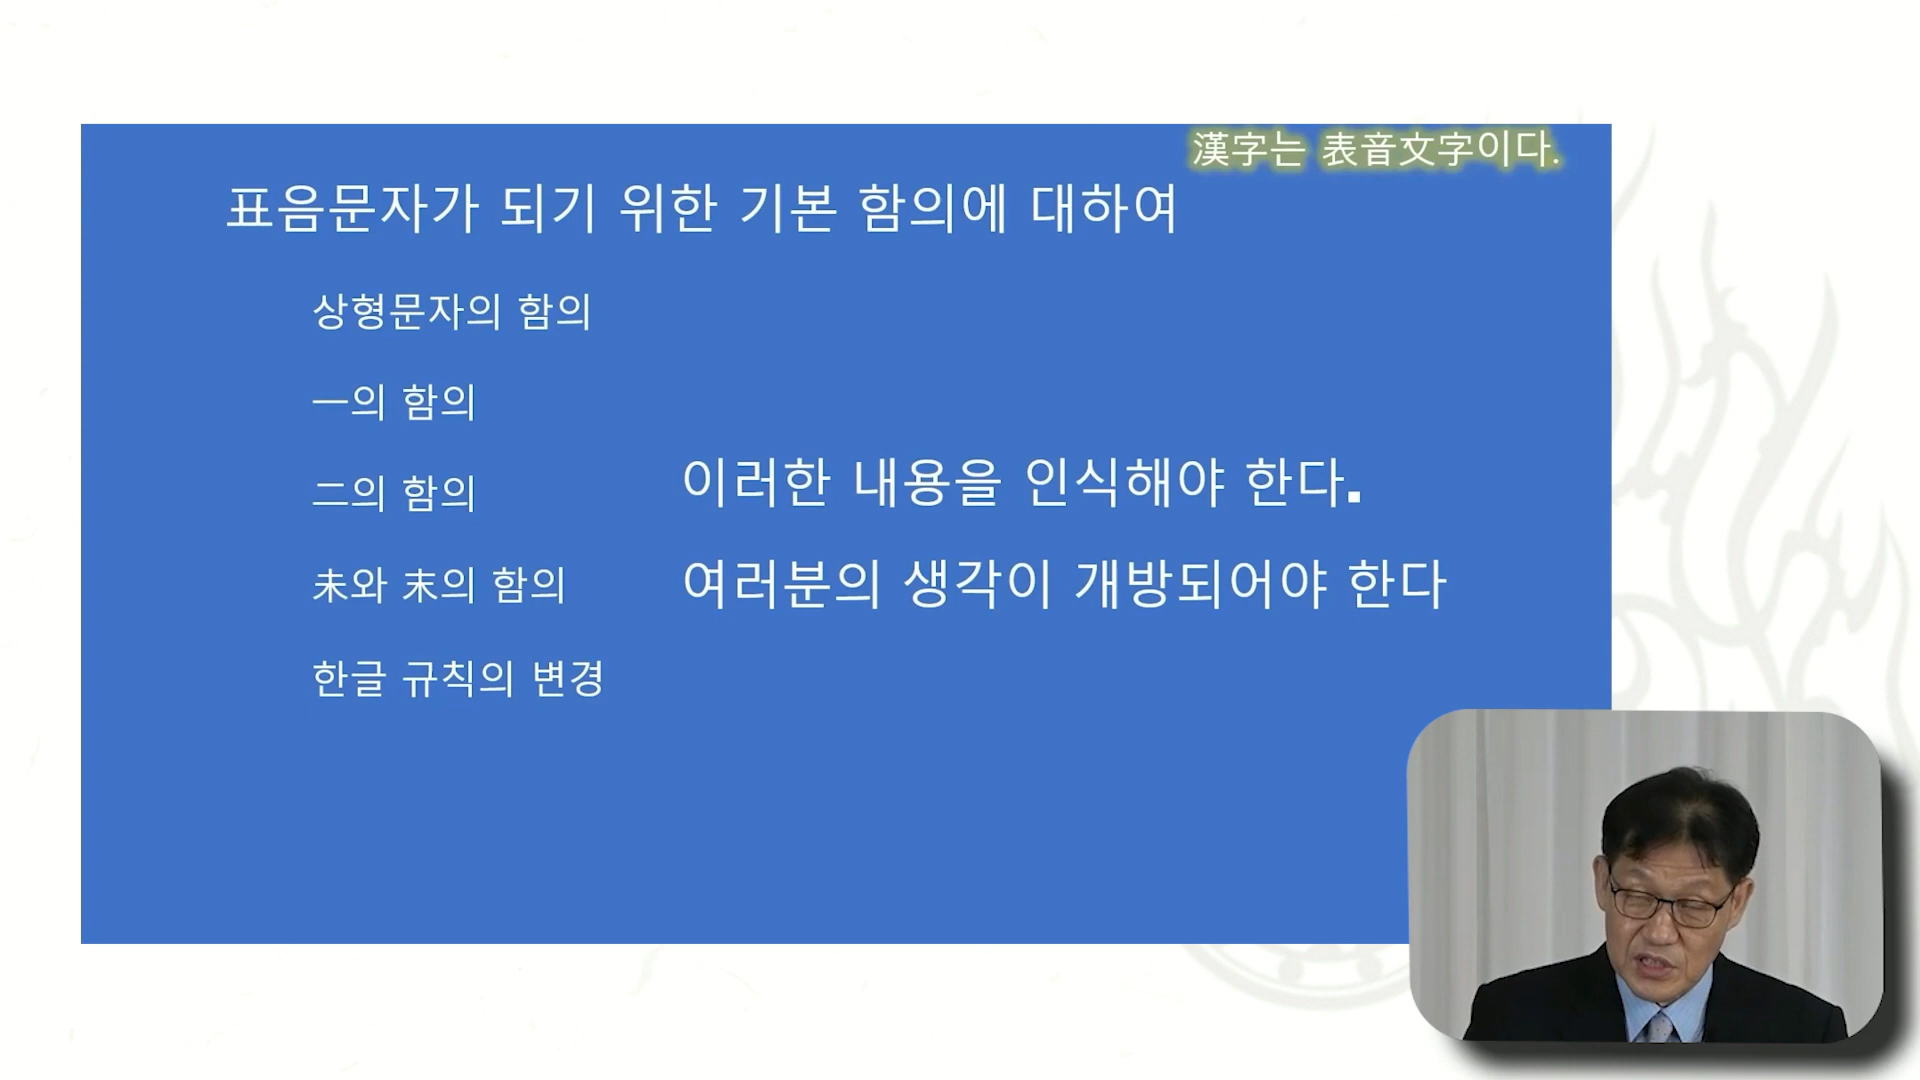 漢字는 表音文字이다.
표음문자가 되기 위한 기본 함의에 대하여
상형문자의 함의
一의 함의
二의 함의
未와 末의 함의
한글 규칙의 변경
이러한 내용을 인식해야 한다.
여러분의 생각이 개방되어야 한다